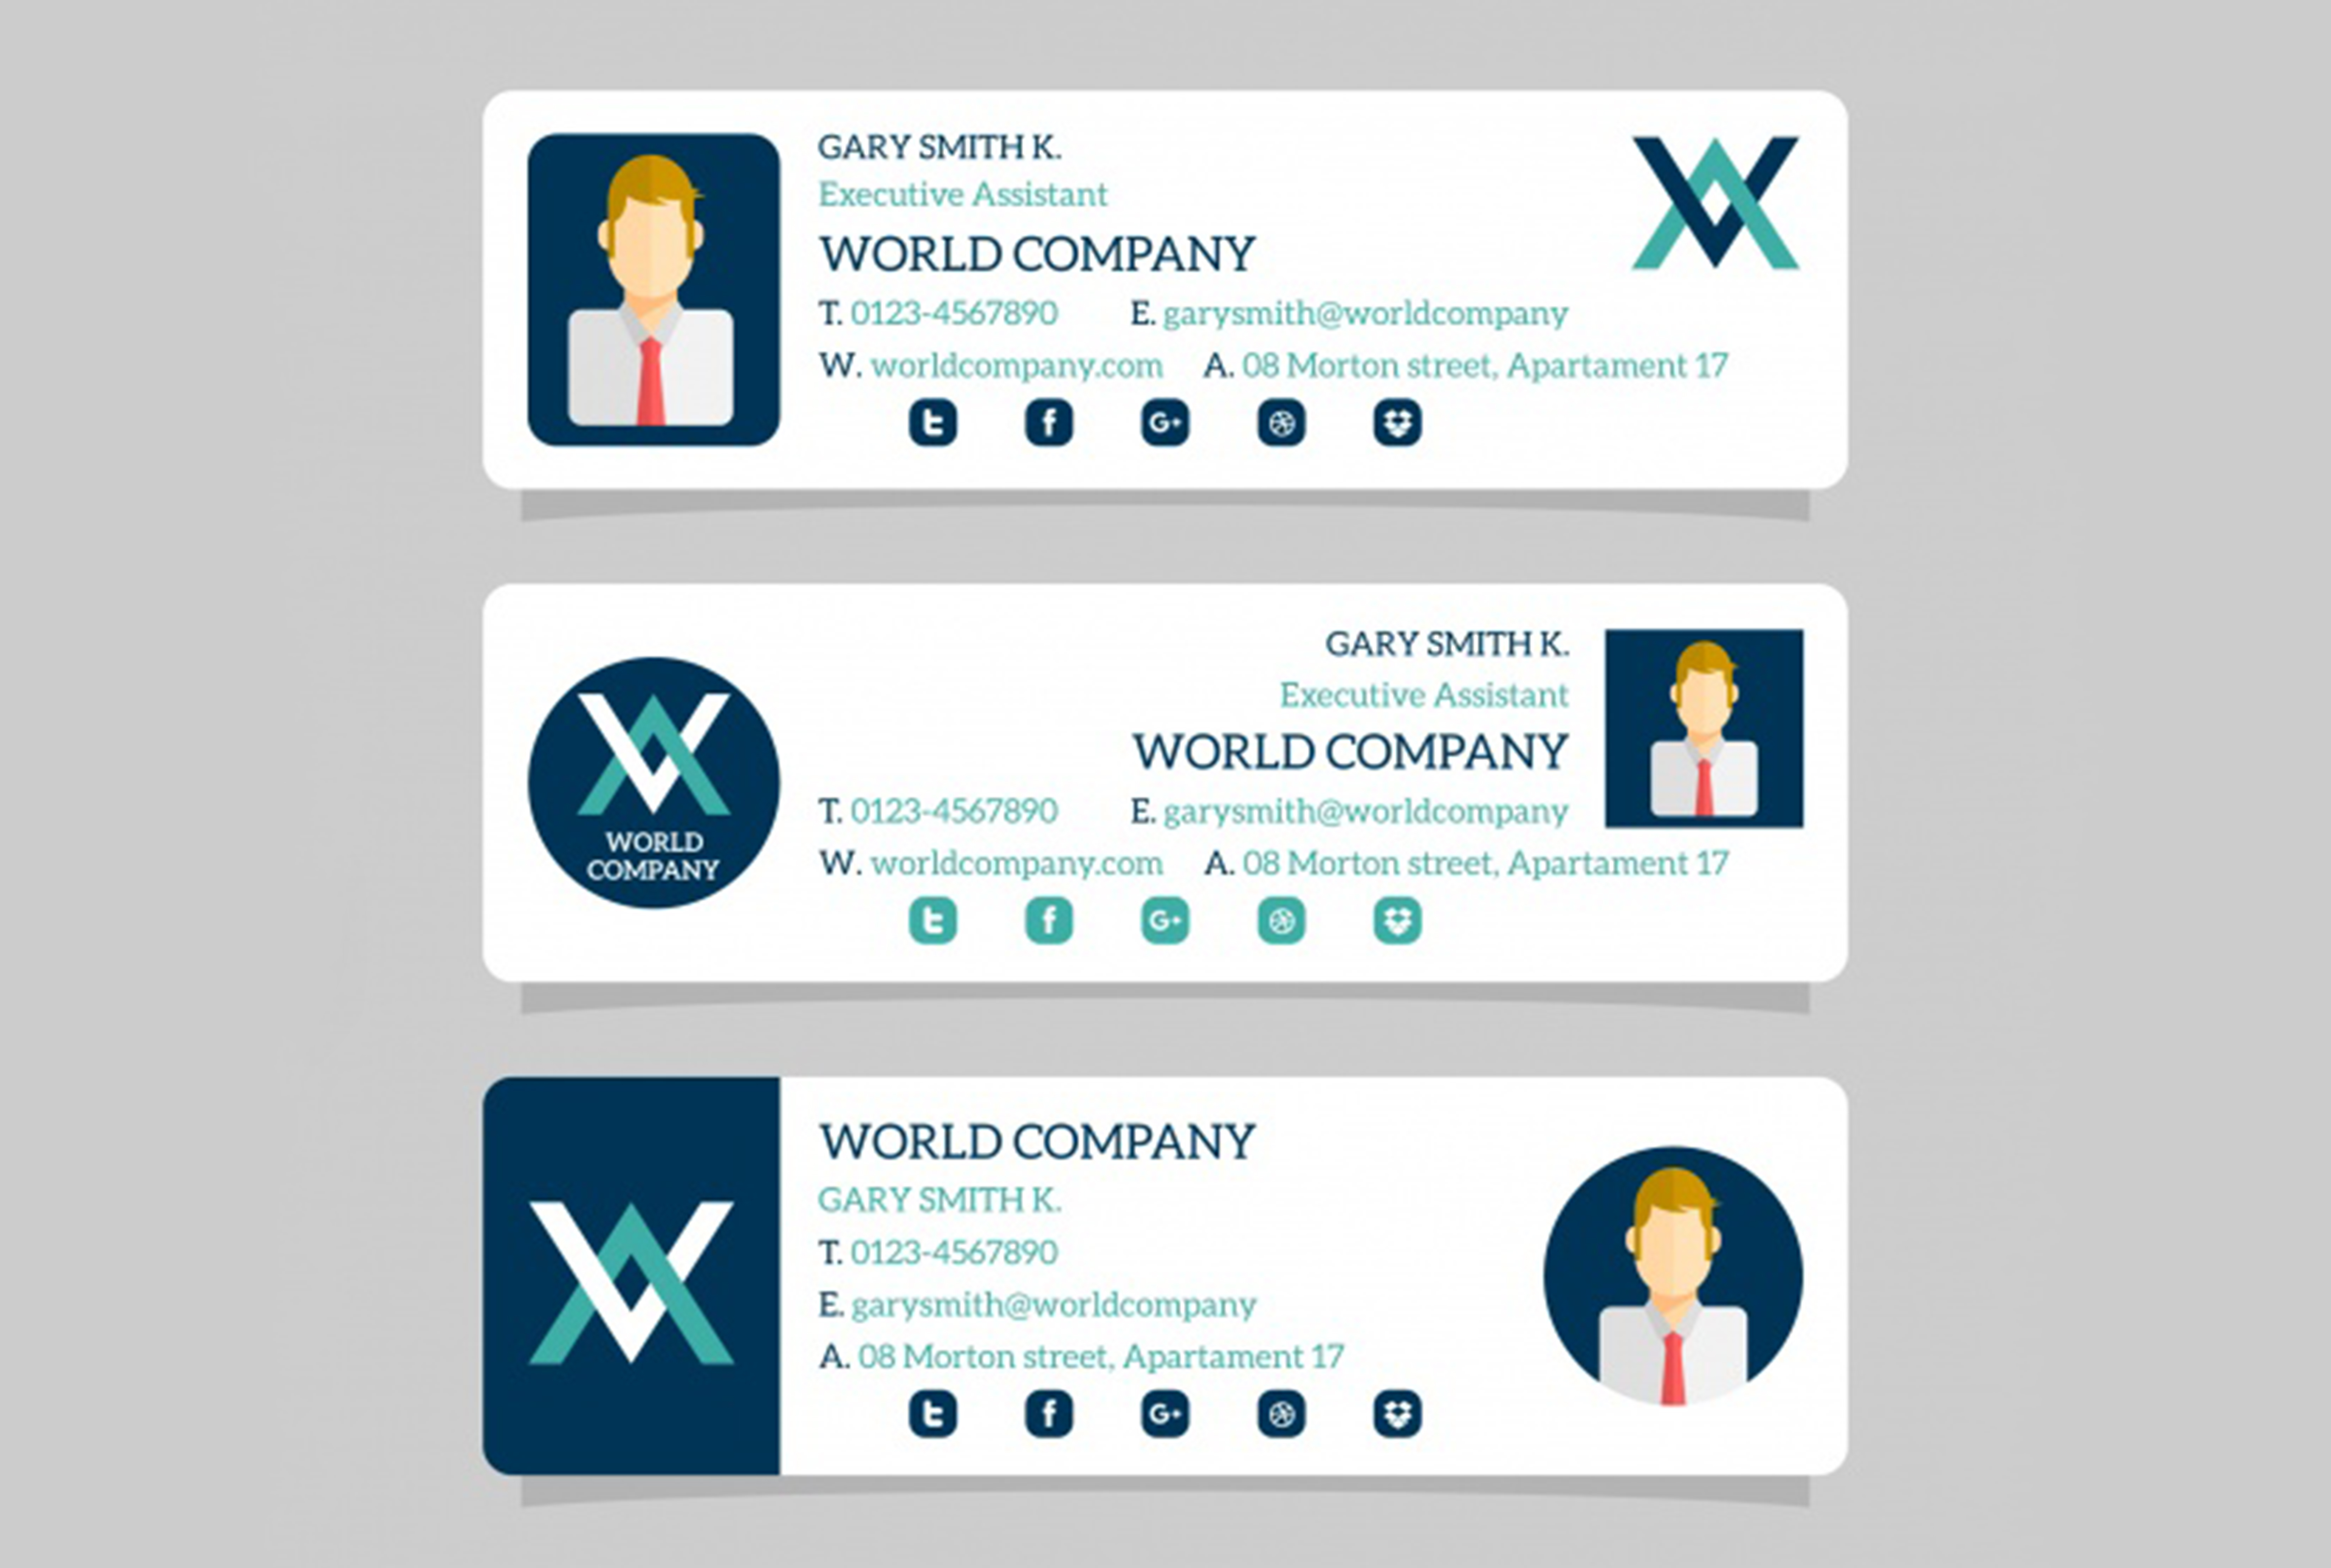 GARY SMITH K.
Executive Assistant
WORLD COMPANY
T. 0123-4567890 E. garysmith@worldcompany
W. worldcompany.com A. 08 Morton street, Apartament 17
t f G+
WORLD
COMPANY
GARY SMITH K.
Executive Assistant
WORLD COMPANY
T. 0123-4567890 E. garysmith@worldcompany
W. worldcompany.com A. 08 Morton street, Apartament 17
t f G+
WORLD COMPANY
GARY SMITH K.
T. 0123-4567890
E. garysmith@worldcompany
A. 08 Morton street, Apartament 17
t f G+